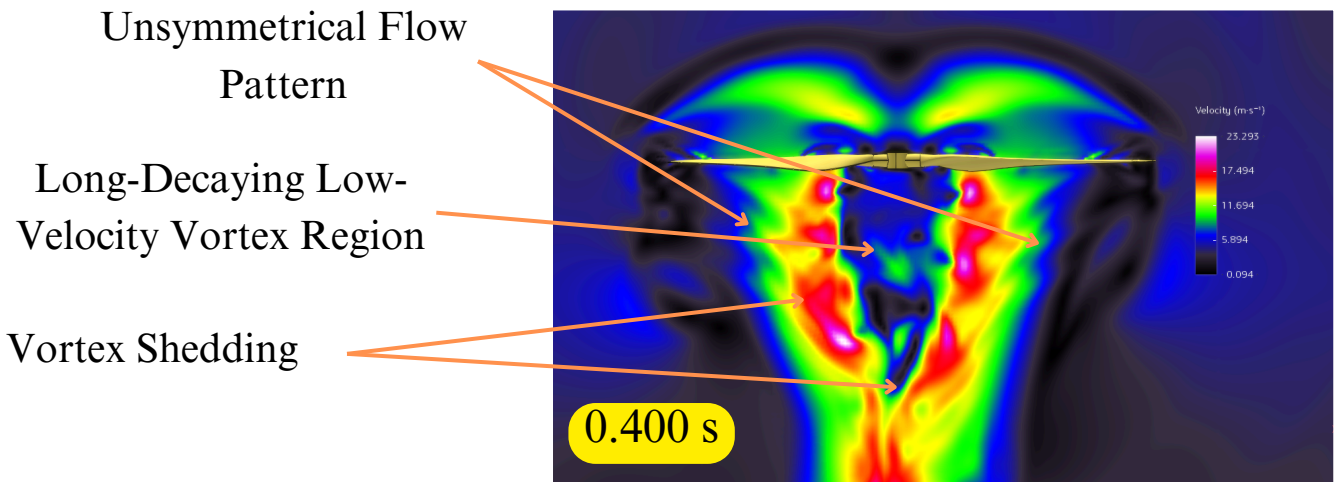 Unsymmetrical Flow
Pattern
Long-Decaying Low-
Velocity Vortex Region
Vortex Shedding
0.400 s
Velocity (m·s⁻¹)
23.293
17.494
11.694
5.894
0.094